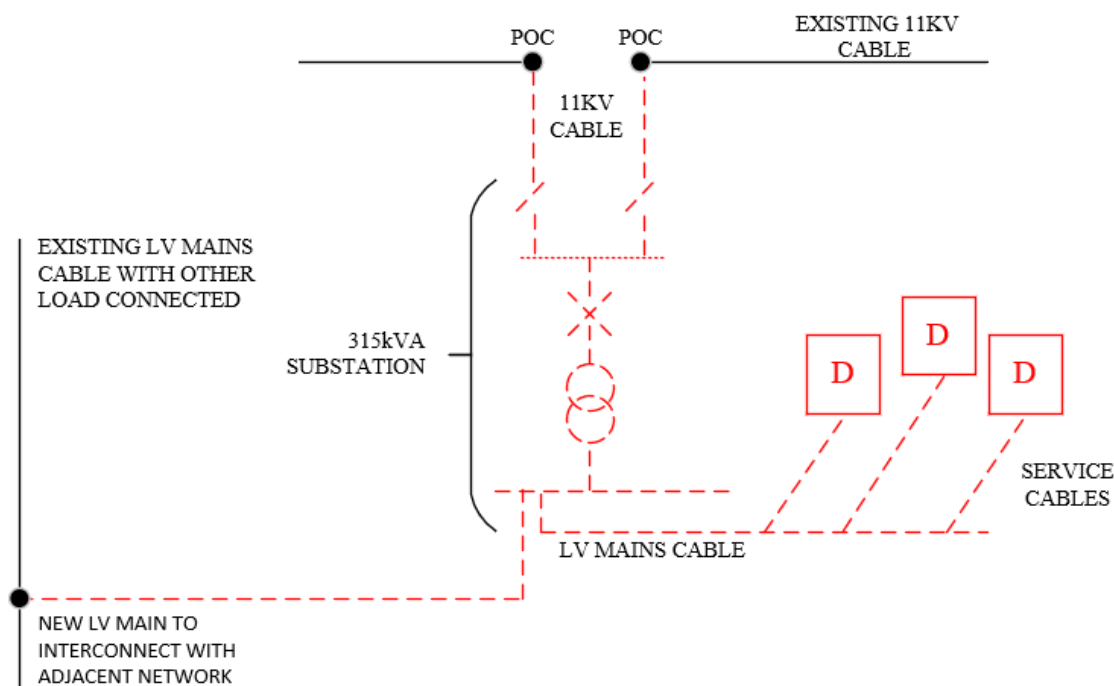 POC
POC
EXISTING 11KV
CABLE
11KV
CABLE
EXISTING LV MAINS
CABLE WITH OTHER
LOAD CONNECTED
315kVA
SUBSTATION
D
D
D
SERVICE
CABLES
LV MAINS CABLE
NEW LV MAIN TO
INTERCONNECT WITH
ADJACENT NETWORK